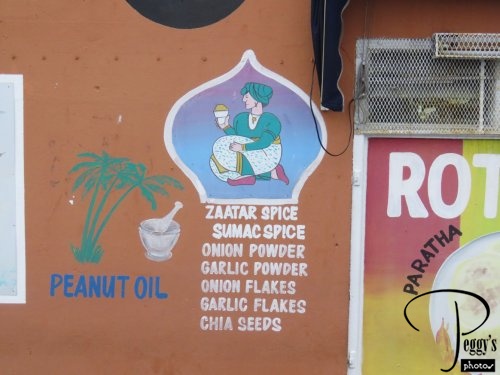 ZAATAR SPICE
SUMAC SPICE
ONION POWDER
GARLIC POWDER
ONION FLAKES
GARLIC FLAKES
CHIA SEEDS
PEANUT OIL
ROT
PARATHA
Peggy's
photos